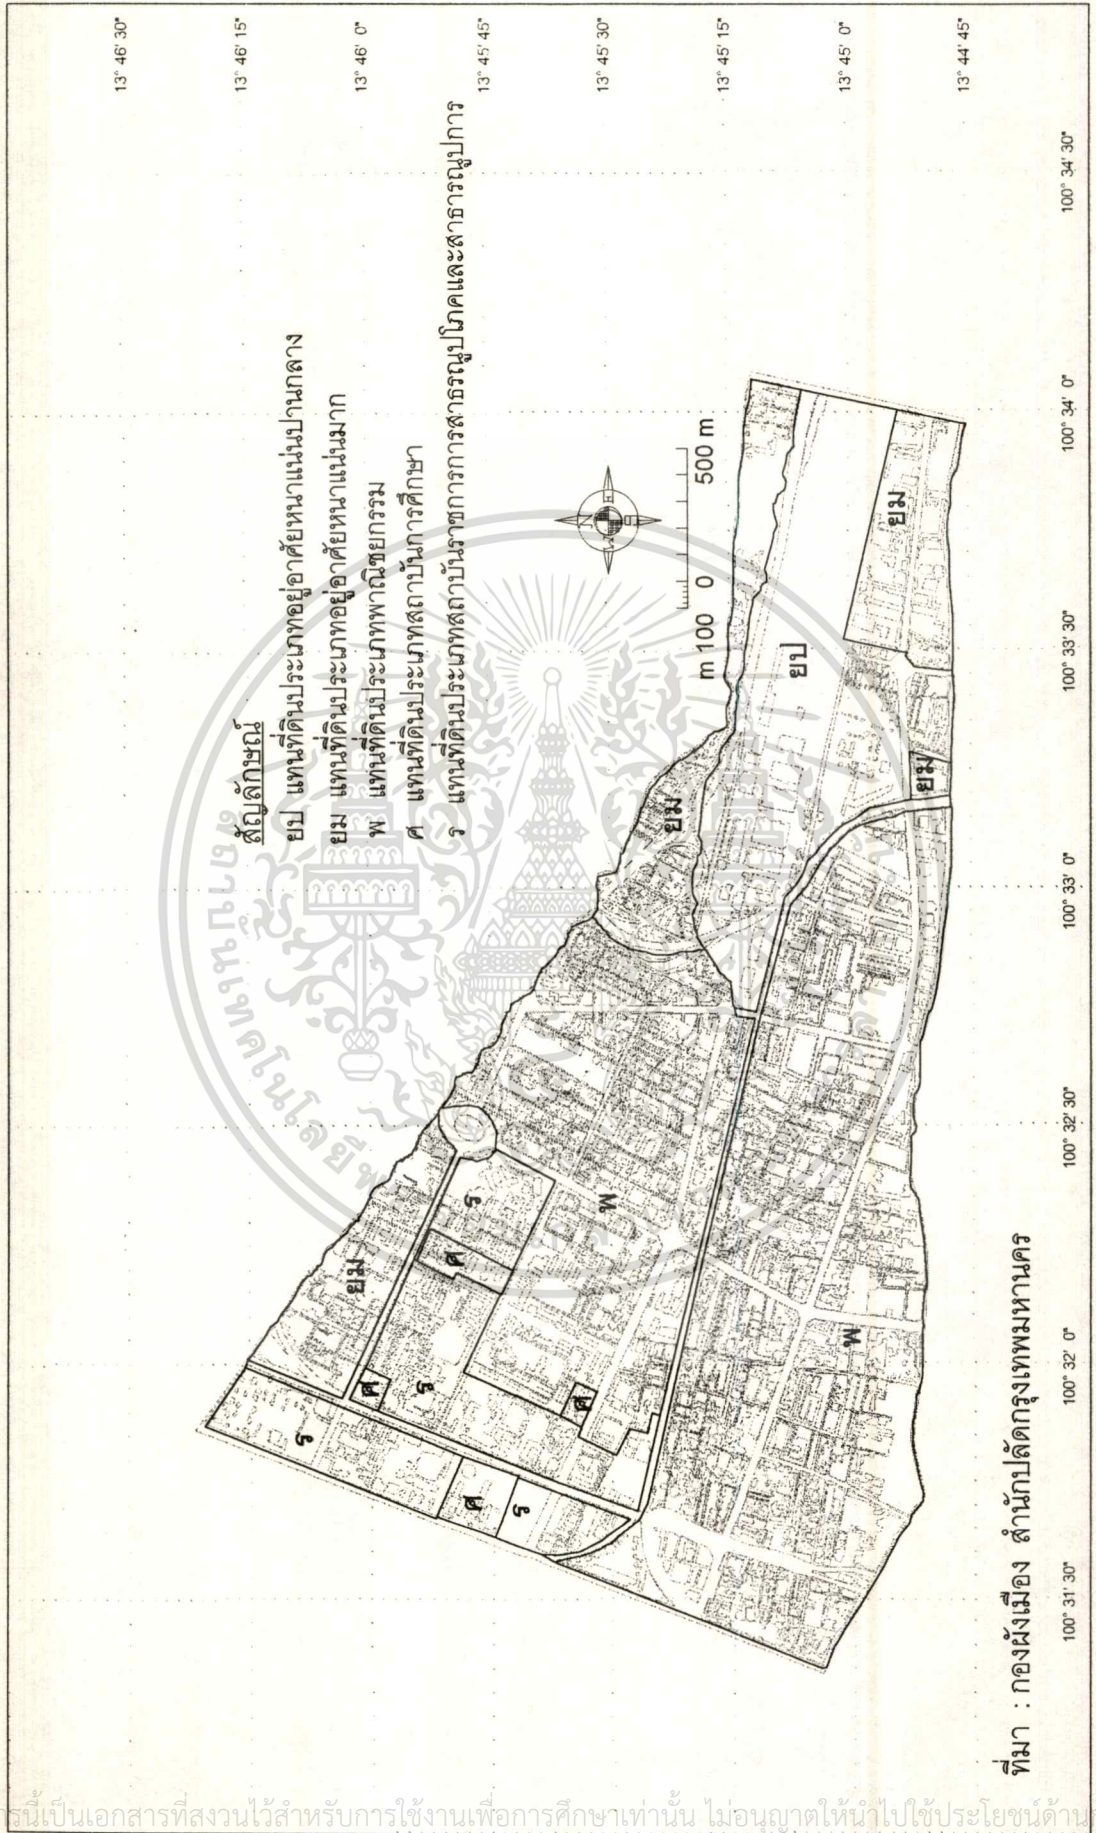 สัญลักษณ์
ยป แทนที่ดินประเภทอยู่อาศัยหนาแน่นปานกลาง
ยม แทนที่ดินประเภทอยู่อาศัยหนาแน่นมาก
พ แทนที่ดินประเภทพาณิชยกรรม
ศ แทนที่ดินประเภทสถาบันการศึกษา
ร แทนที่ดินประเภทสถาบันราชการการสาธารณูปโภคและสาธารณูปการ
13° 46' 30"
13° 46' 15"
13° 46' 0"
13° 45' 45"
13° 45' 30"
13° 45' 15"
13° 45' 0"
13° 44' 45"
N
m 100 0 500 m
ร
ยม
ศ
ร
ศ
ร
ศ
ร
ศ
พ
ยม
ยป
ยม
ยม
พ
100° 31' 30"
100° 32' 0"
100° 32' 30"
100° 33' 0"
100° 33' 30"
100° 34' 0"
100° 34' 30"
ที่มา : กองผังเมือง สำนักปลัดกรุงเทพมหานคร
รนี้เป็นเอกสารที่สงวนไว้สำหรับการใช้งานเพื่อการศึกษาเท่านั้น ไม่อนุญาตให้นำไปใช้ประโยชน์ด้าน